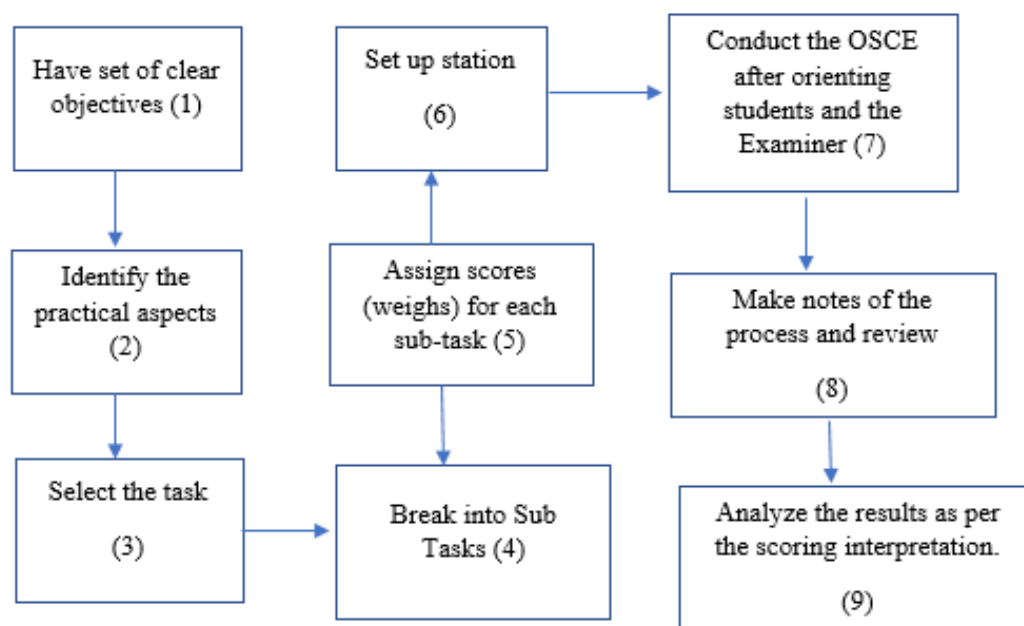 Have set of clear
objectives (1)
Identify the
practical aspects
(2)
Select the task
(3)
Break into Sub
Tasks (4)
Assign scores
(weighs) for each
sub-task (5)
Set up station
(6)
Conduct the OSCE
after orienting
students and the
Examiner (7)
Make notes of the
process and review
(8)
Analyze the results as per
the scoring interpretation.
(9)